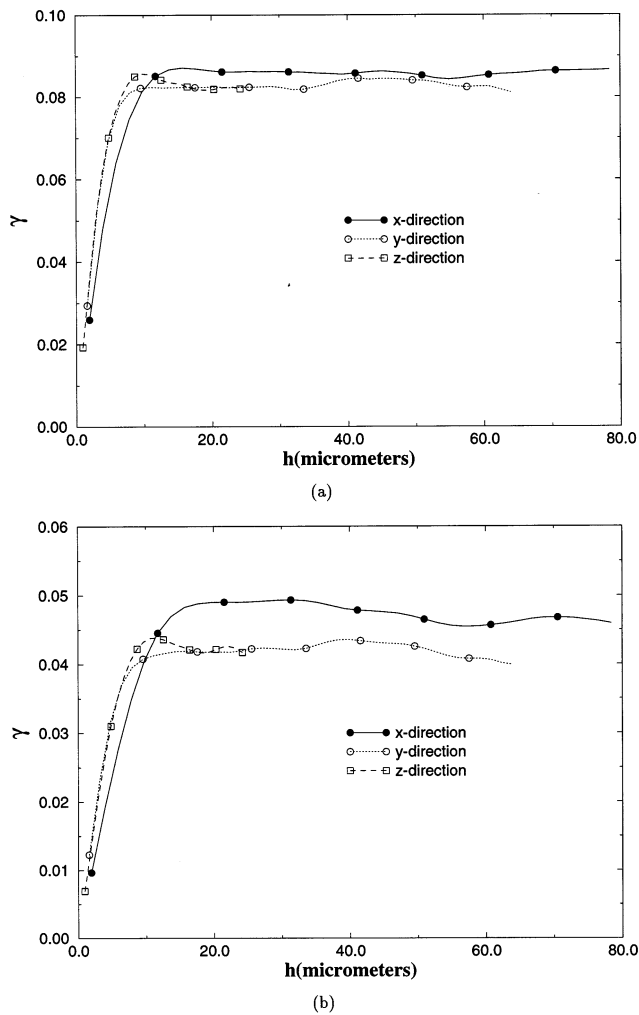 0.10
0.08
0.06
0.04
0.02
0.00
γ
x-direction
y-direction
z-direction
0.0 20.0 40.0 60.0 80.0
h(micrometers)
(a)
0.06
0.05
0.04
0.03
0.02
0.01
0.00
γ
x-direction
y-direction
z-direction
0.0 20.0 40.0 60.0 80.0
h(micrometers)
(b)